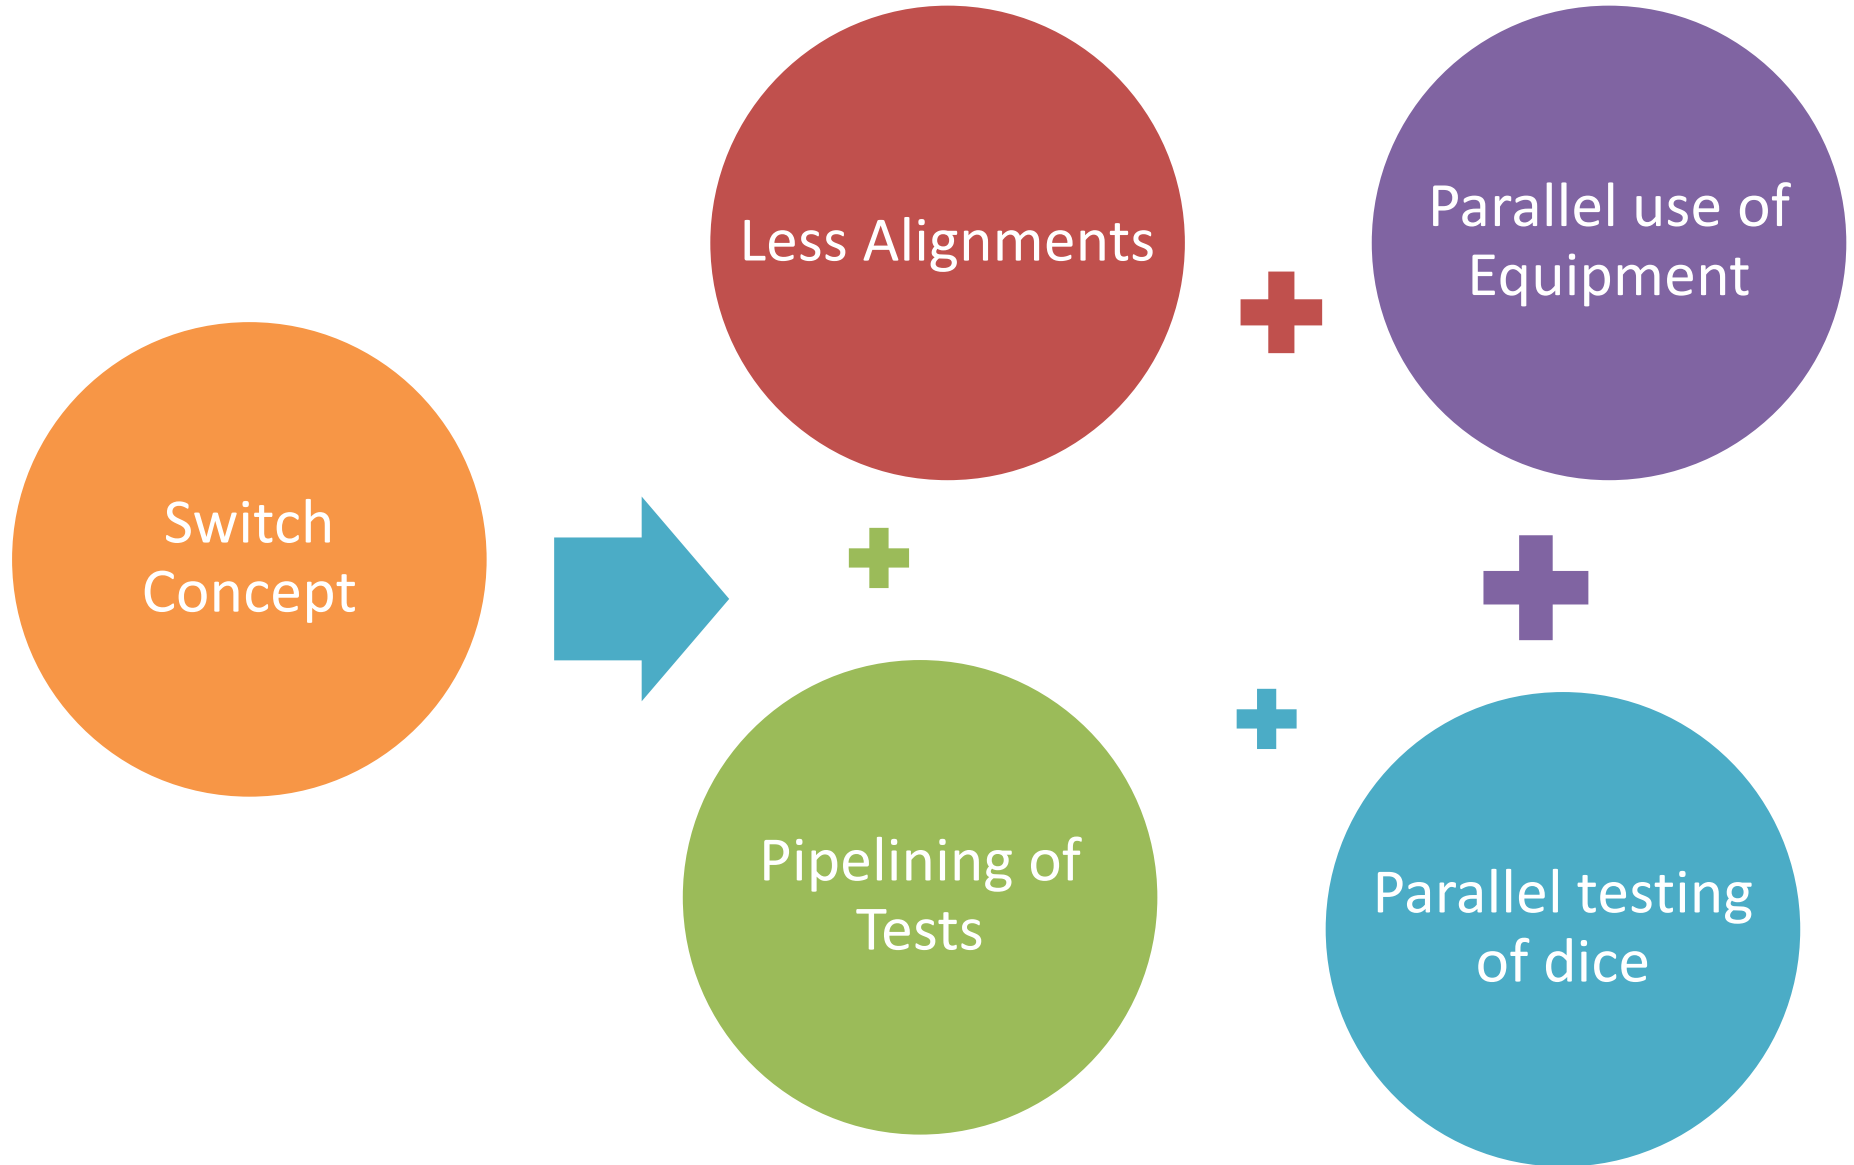 Switch
Concept
Less Alignments
Parallel use of
Equipment
Pipelining of
Tests
Parallel testing
of dice